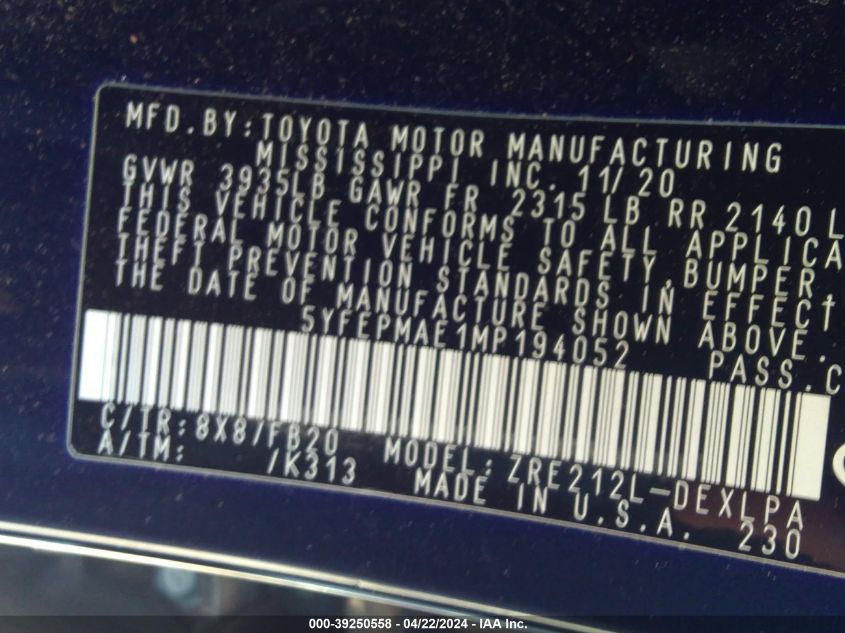 MFD.BY:TOYOTA MOTOR MANUFACTURING
MISSISSIPPI INC. 11/20
GVWR 3935LB GAWR FR 2315 LB RR 2140 L
THIS VEHICLE CONFORMS TO ALL APPLICA
FEDERAL MOTOR VEHICLE SAFETY,BUMPER,
THEFT PREVENTION STANDARDS IN EFFECT
THE DATE OF MANUFACTURE SHOWN ABOVE.
5YFEPMAE1MP194052 PASS.C
C/TR:8X8/FB20 MODEL:ZRE212L-DEXLPA
A/TM: /K313 MADE IN U.S.A. 230
000-39250558 - 04/22/2024 - IAA Inc.